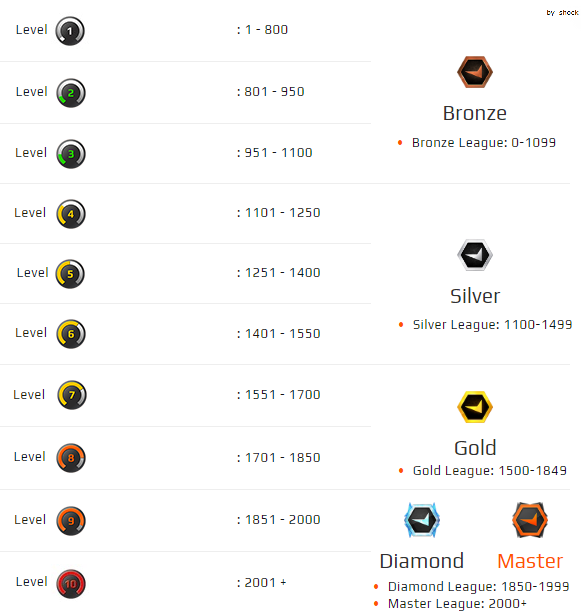 by shock
Level 1 : 1 - 800
Level 2 : 801 - 950
Level 3 : 951 - 1100
Bronze
• Bronze League: 0-1099
Level 4 : 1101 - 1250
Level 5 : 1251 - 1400
Level 6 : 1401 - 1550
Silver
• Silver League: 1100-1499
Level 7 : 1551 - 1700
Level 8 : 1701 - 1850
Gold
• Gold League: 1500-1849
Level 9 : 1851 - 2000
Level 10 : 2001 +
Diamond Master
• Diamond League: 1850-1999
• Master League: 2000+